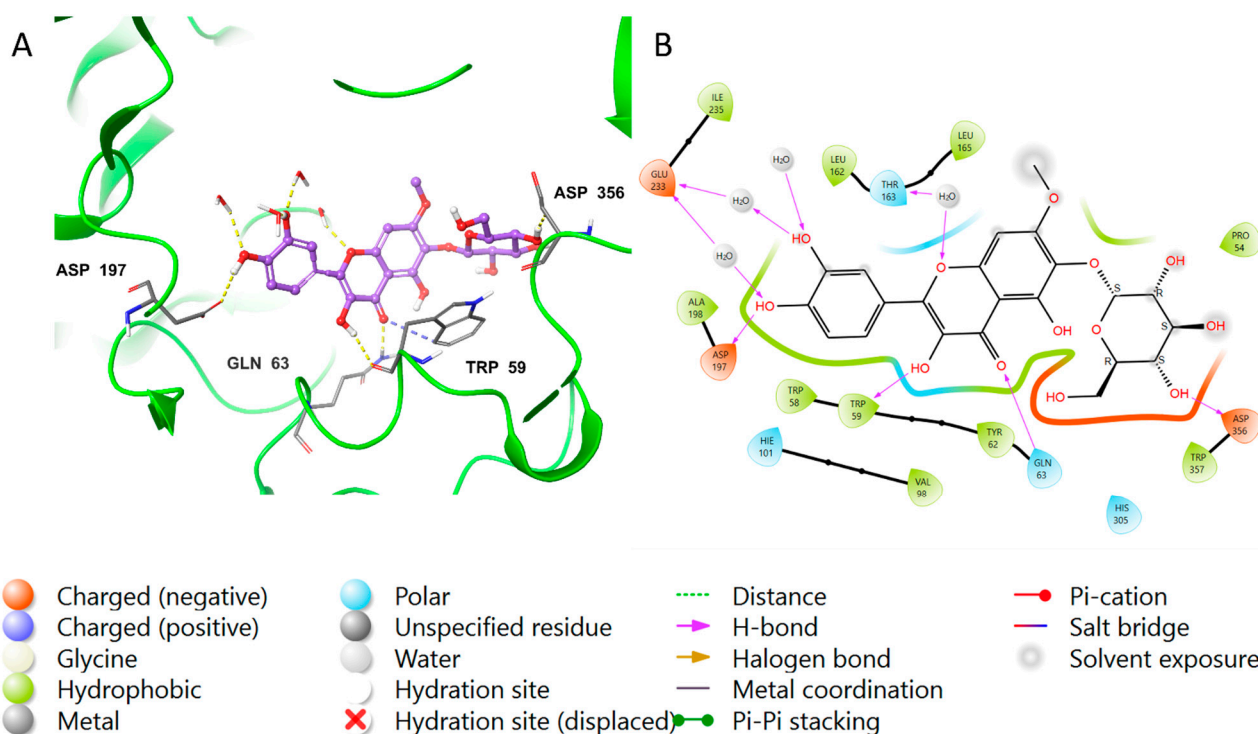 A
ASP 356
ASP 197
GLN 63
TRP 59
B
ILE
235
GLU
233
H₂O
H₂O
H₂O
LEU
162
THR
163
LEU
165
H₂O
PRO
54
ALA
198
ASP
197
HO
HO
O
O
O
OH
S
R
S
S
R
O
OH
OH
OH
HO
HO
O
TRP
58
TRP
59
TYR
62
GLN
63
HIE
101
VAL
98
ASP
356
TRP
357
HIS
305
Charged (negative)
Charged (positive)
Glycine
Hydrophobic
Metal
Polar
Unspecified residue
Water
Hydration site
Hydration site (displaced)
Distance
H-bond
Halogen bond
Metal coordination
Pi-Pi stacking
Pi-cation
Salt bridge
Solvent exposure